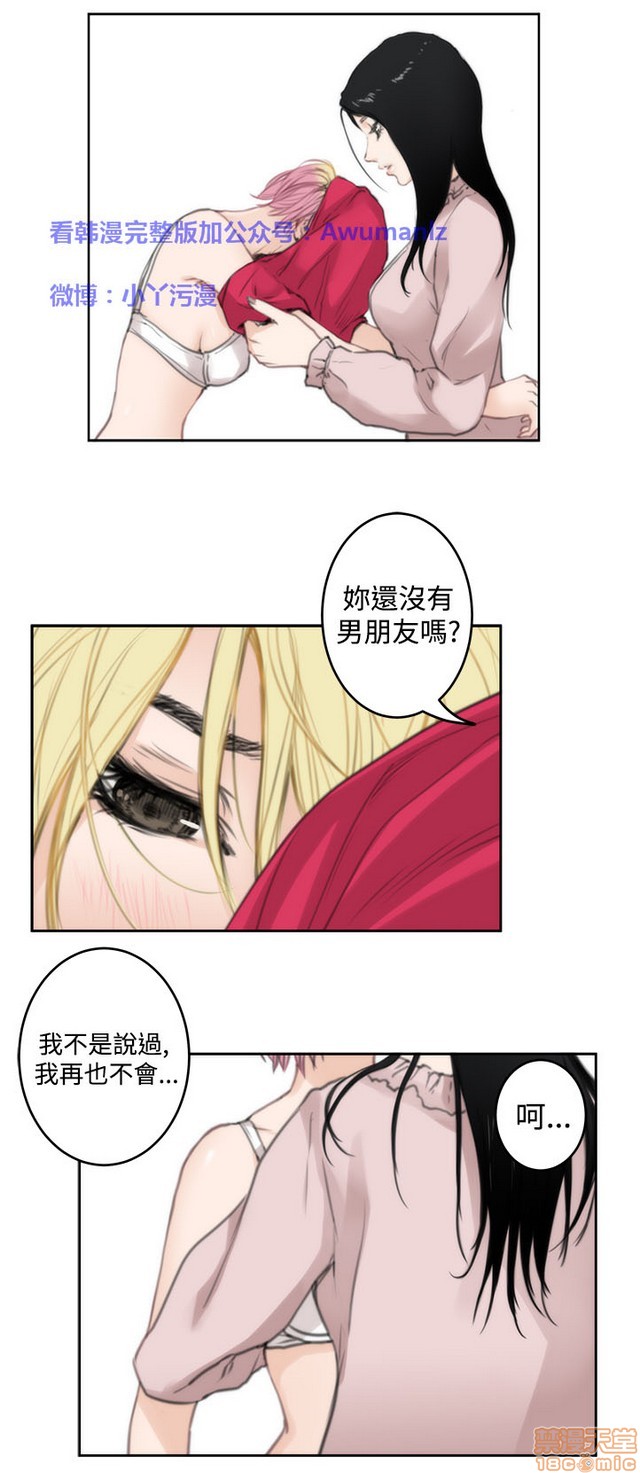 看韩漫完整版加公众号：Awumanlz
微博：小丫污漫
妳還沒有
男朋友嗎?
我不是說過,
我再也不會...
呵...
禁漫天堂
18comic